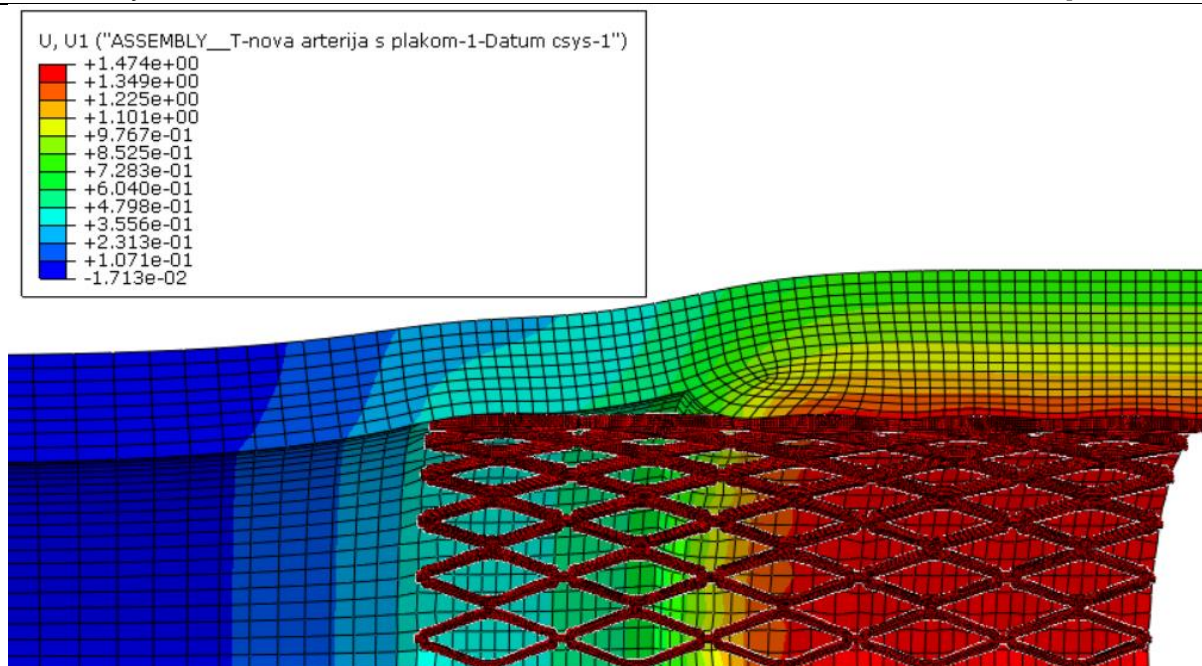 U, U1 ("ASSEMBLY__T-nova arterija s plakom-1-Datum csys-1")
+1.474e+00
+1.349e+00
+1.225e+00
+1.101e+00
+9.767e-01
+8.525e-01
+7.283e-01
+6.040e-01
+4.798e-01
+3.556e-01
+2.313e-01
+1.071e-01
-1.713e-02